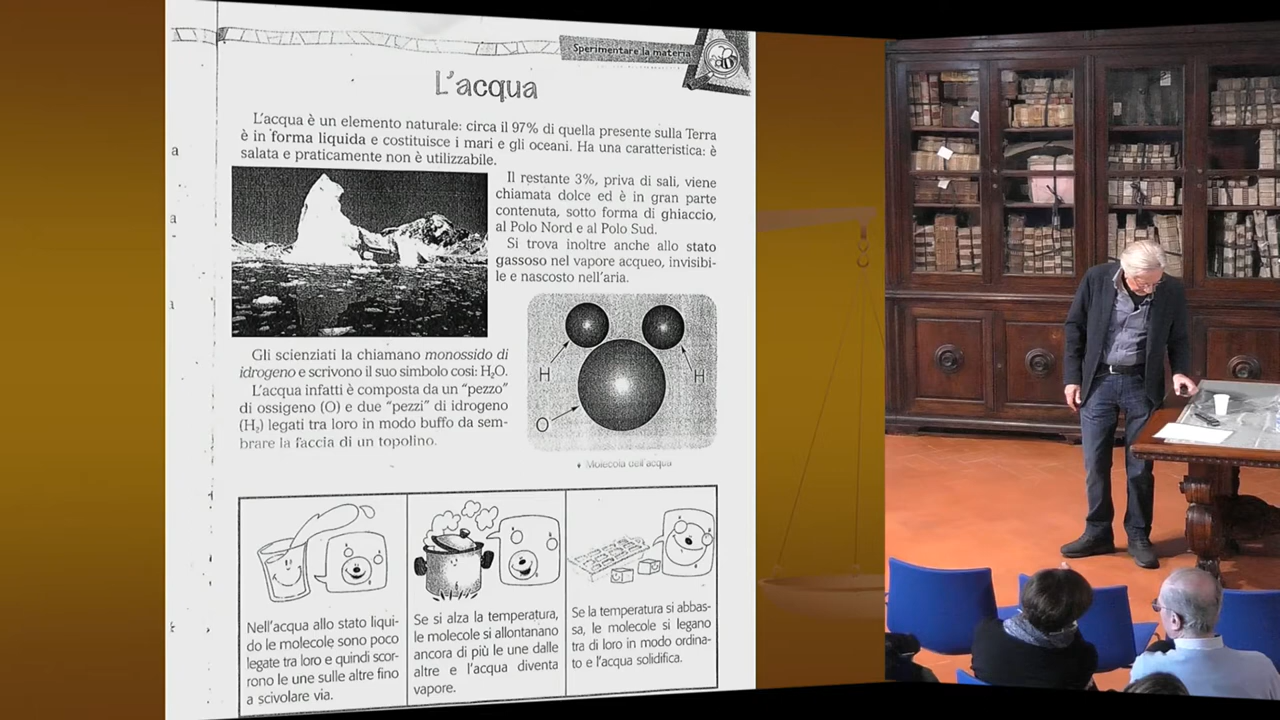 Sperimentare la materia
L'acqua
L'acqua è un elemento naturale: circa il 97% di quella presente sulla Terra
è in forma liquida e costituisce i mari e gli oceani. Ha una caratteristica: è
salata e praticamente non è utilizzabile.
Il restante 3%, priva di sali, viene
chiamata dolce ed è in gran parte
contenuta, sotto forma di ghiaccio,
al Polo Nord e al Polo Sud.
Si trova inoltre anche allo stato
gassoso nel vapore acqueo, invisibi-
le e nascosto nell'aria.
Gli scienziati la chiamano monossido di
idrogeno e scrivono il suo simbolo così: H₂O.
L'acqua infatti è composta da un "pezzo"
di ossigeno (O) e due "pezzi" di idrogeno
(H₂) legati tra loro in modo buffo da sem-
brare la faccia di un topolino.
H
H
O
Molecola dell'acqua
Nell'acqua allo stato liqui-
do le molecole sono poco
legate tra loro e quindi scor-
rono le une sulle altre fino
a scivolare via.
Se si alza la temperatura,
le molecole si allontanano
ancora di più le une dalle
altre e l'acqua diventa
vapore.
Se la temperatura si abbas-
sa, le molecole si legano
tra di loro in modo ordina-
to e l'acqua solidifica.
a
a
a